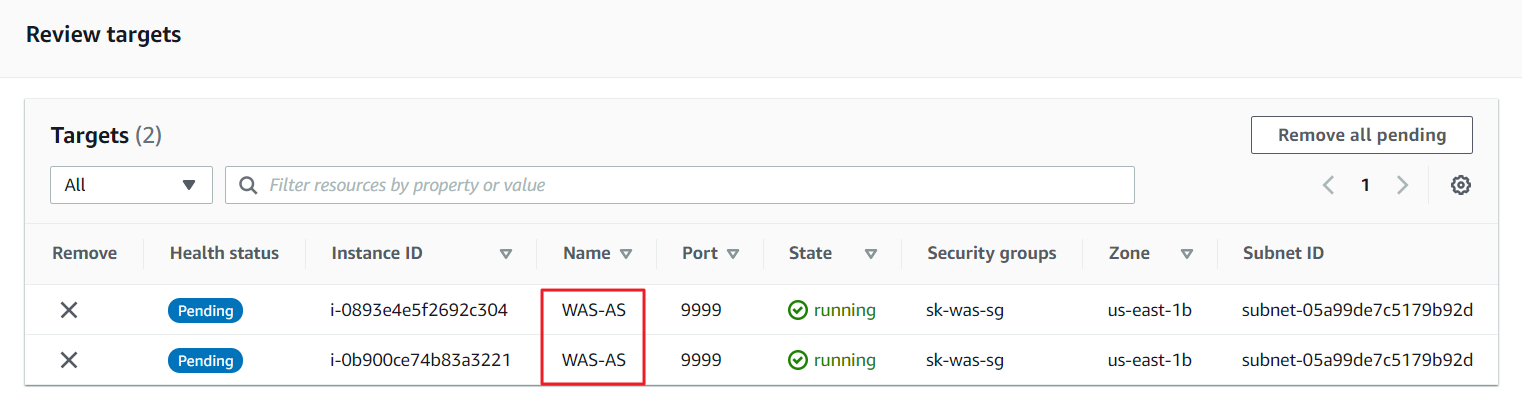 Review targets
Targets (2)
Remove all pending
All
Filter resources by property or value
1
Remove Health status Instance ID Name Port State Security groups Zone Subnet ID
Pending i-0893e4e5f2692c304 WAS-AS 9999 running sk-was-sg us-east-1b subnet-05a99de7c5179b92d
Pending i-0b900ce74b83a3221 WAS-AS 9999 running sk-was-sg us-east-1b subnet-05a99de7c5179b92d